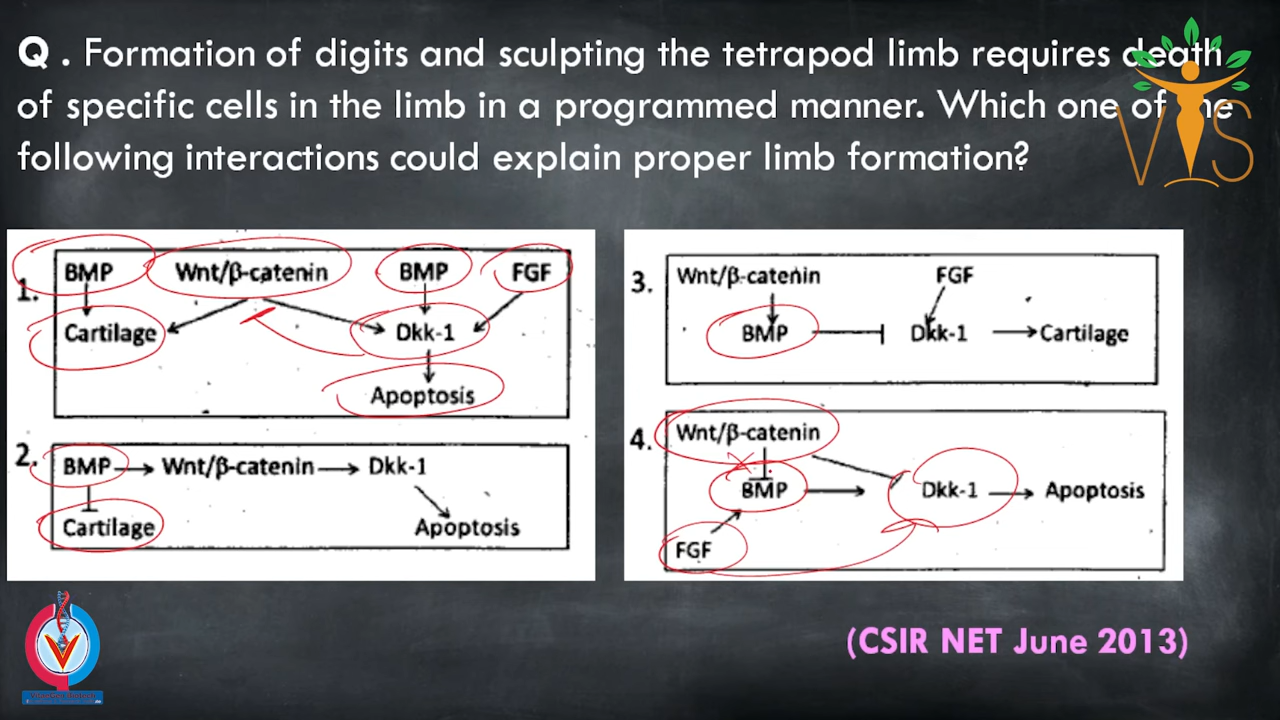 Q . Formation of digits and sculpting the tetrapod limb requires death
of specific cells in the limb in a programmed manner. Which one of the
following interactions could explain proper limb formation?
VIS
1.
BMP Wnt/β-catenin BMP FGF
Cartilage Dkk-1
Apoptosis
2.
BMP Wnt/β-catenin Dkk-1
Cartilage Apoptosis
3.
Wnt/β-catenin FGF
BMP Dkk-1 Cartilage
4.
Wnt/β-catenin
BMP Dkk-1 Apoptosis
FGF
(CSIR NET June 2013)